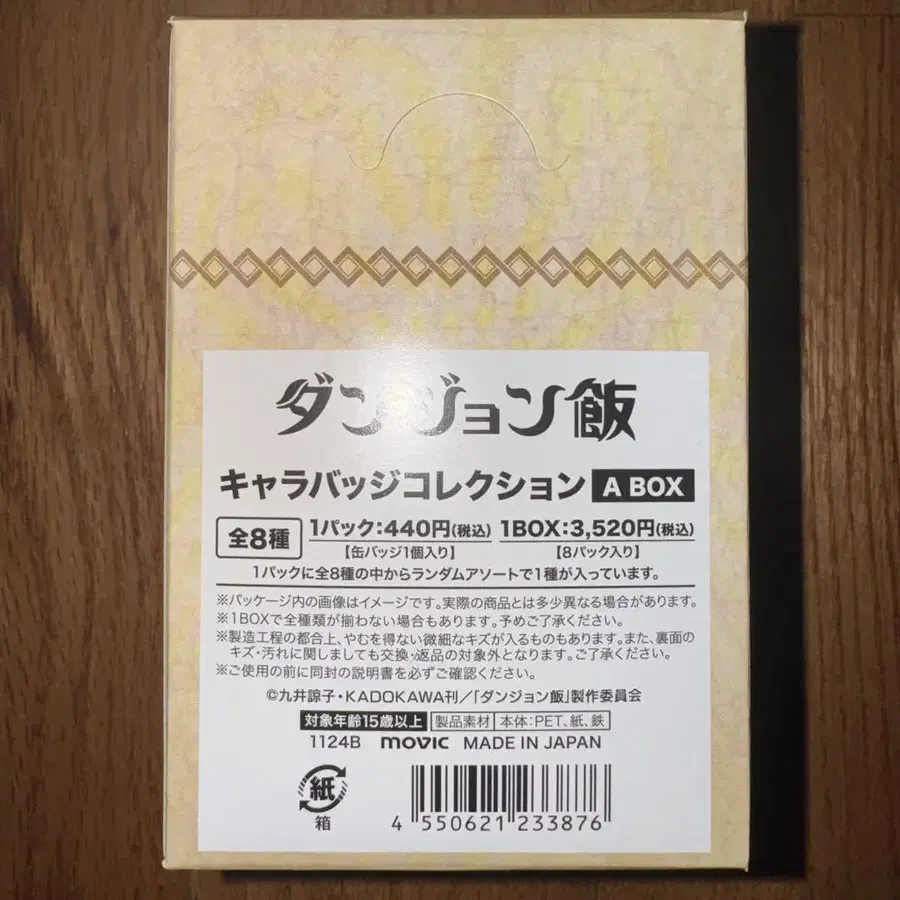 ダンジョン飯
キャラバッジコレクション A BOX
全8種 1パック:440円(税込) 1BOX:3,520円(税込)
【缶バッジ1個入り】 【8パック入り】
1パックに全8種の中からランダムアソートで1種が入っています。
※パッケージ内の画像はイメージです。実際の商品とは多少異なる場合があります。
※1BOXで全種類が揃わない場合もあります。予めご了承ください。
※製造工程の都合上、やむを得ない微細なキズが入るものもあります。また、裏面の
キズ・汚れに関しましても交換・返品の対象外となります。ご了承ください。
※ご使用の前に同封の説明書を必ずご確認ください。
©九井諒子・KADOKAWA刊/「ダンジョン飯」製作委員会
対象年齢15歳以上 製品素材 本体:PET、紙、鉄
1124B movic MADE IN JAPAN
紙
箱
4 550621 233876